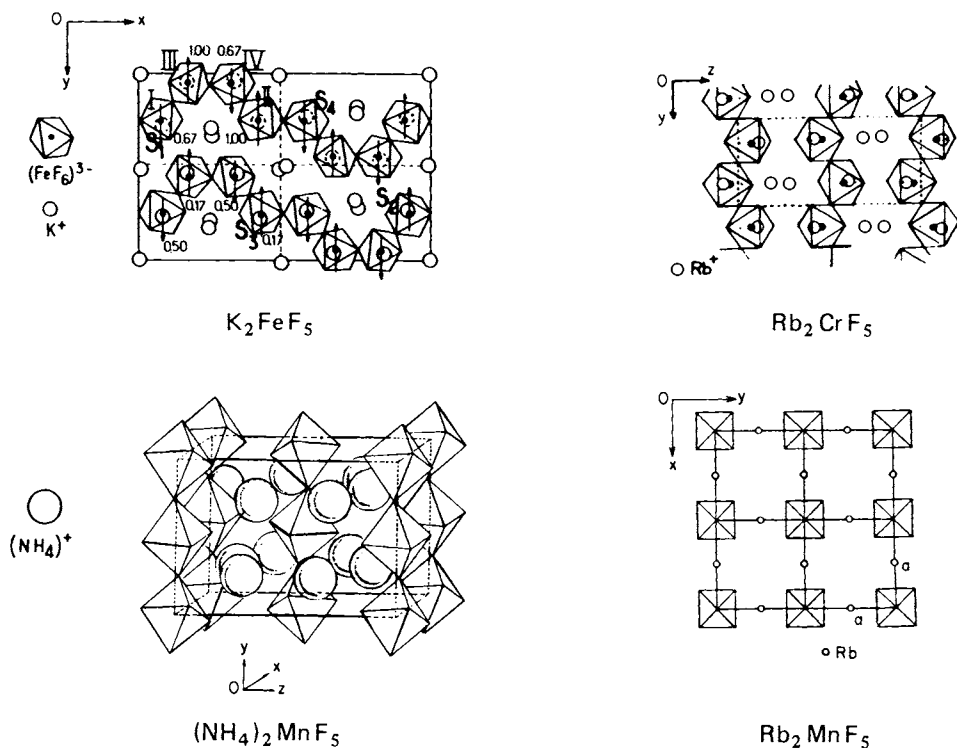 O x
y
III 1.00 0.67 IV
I II S₄
S₁ 0.67 1.00
(FeF₆)³⁻
K⁺
0.17 0.50 S₃ 0.17 S₂
0.50
K₂FeF₅
O z
y
Rb⁺
Rb₂CrF₅
(NH₄)⁺
y
x
O z
(NH₄)₂MnF₅
O y
x
a
a
Rb
Rb₂MnF₅